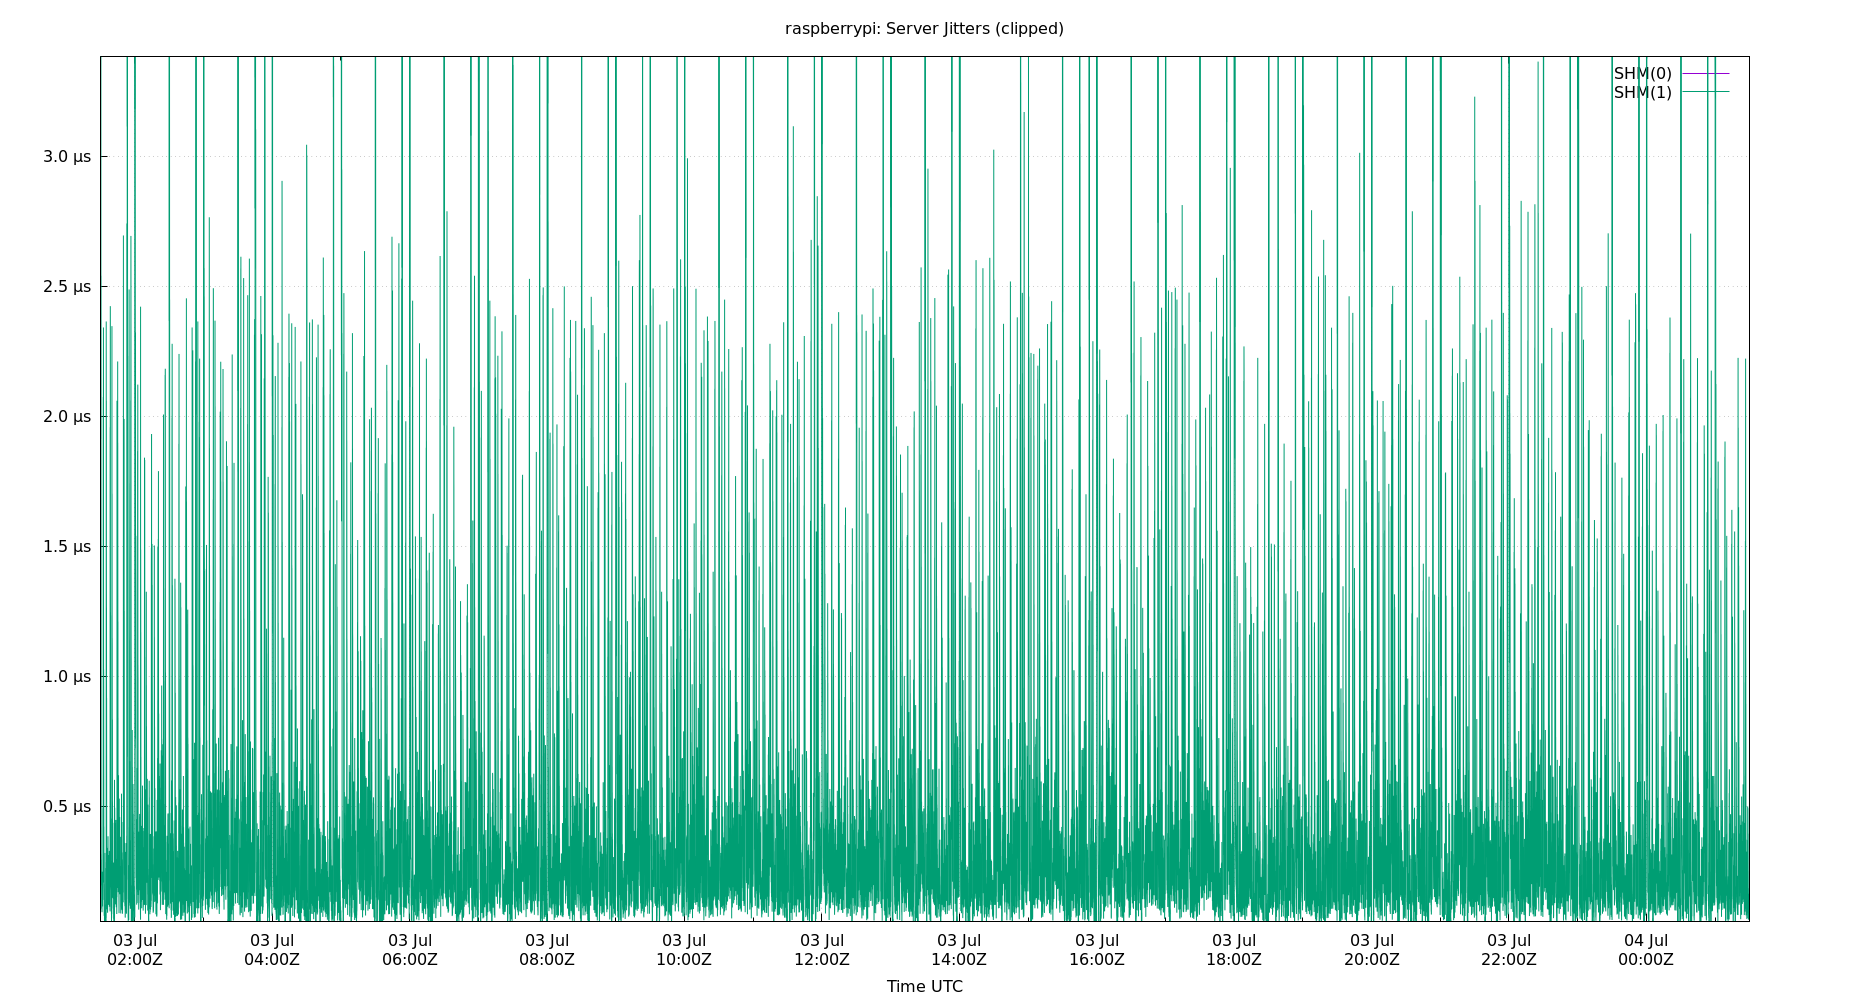 raspberrypi: Server Jitters (clipped)
SHM(0)
SHM(1)
3.0 µs
2.5 µs
2.0 µs
1.5 µs
1.0 µs
0.5 µs
03 Jul 03 Jul 03 Jul 03 Jul 03 Jul 03 Jul 03 Jul 03 Jul 03 Jul 03 Jul 03 Jul 04 Jul
02:00Z 04:00Z 06:00Z 08:00Z 10:00Z 12:00Z 14:00Z 16:00Z 18:00Z 20:00Z 22:00Z 00:00Z
Time UTC